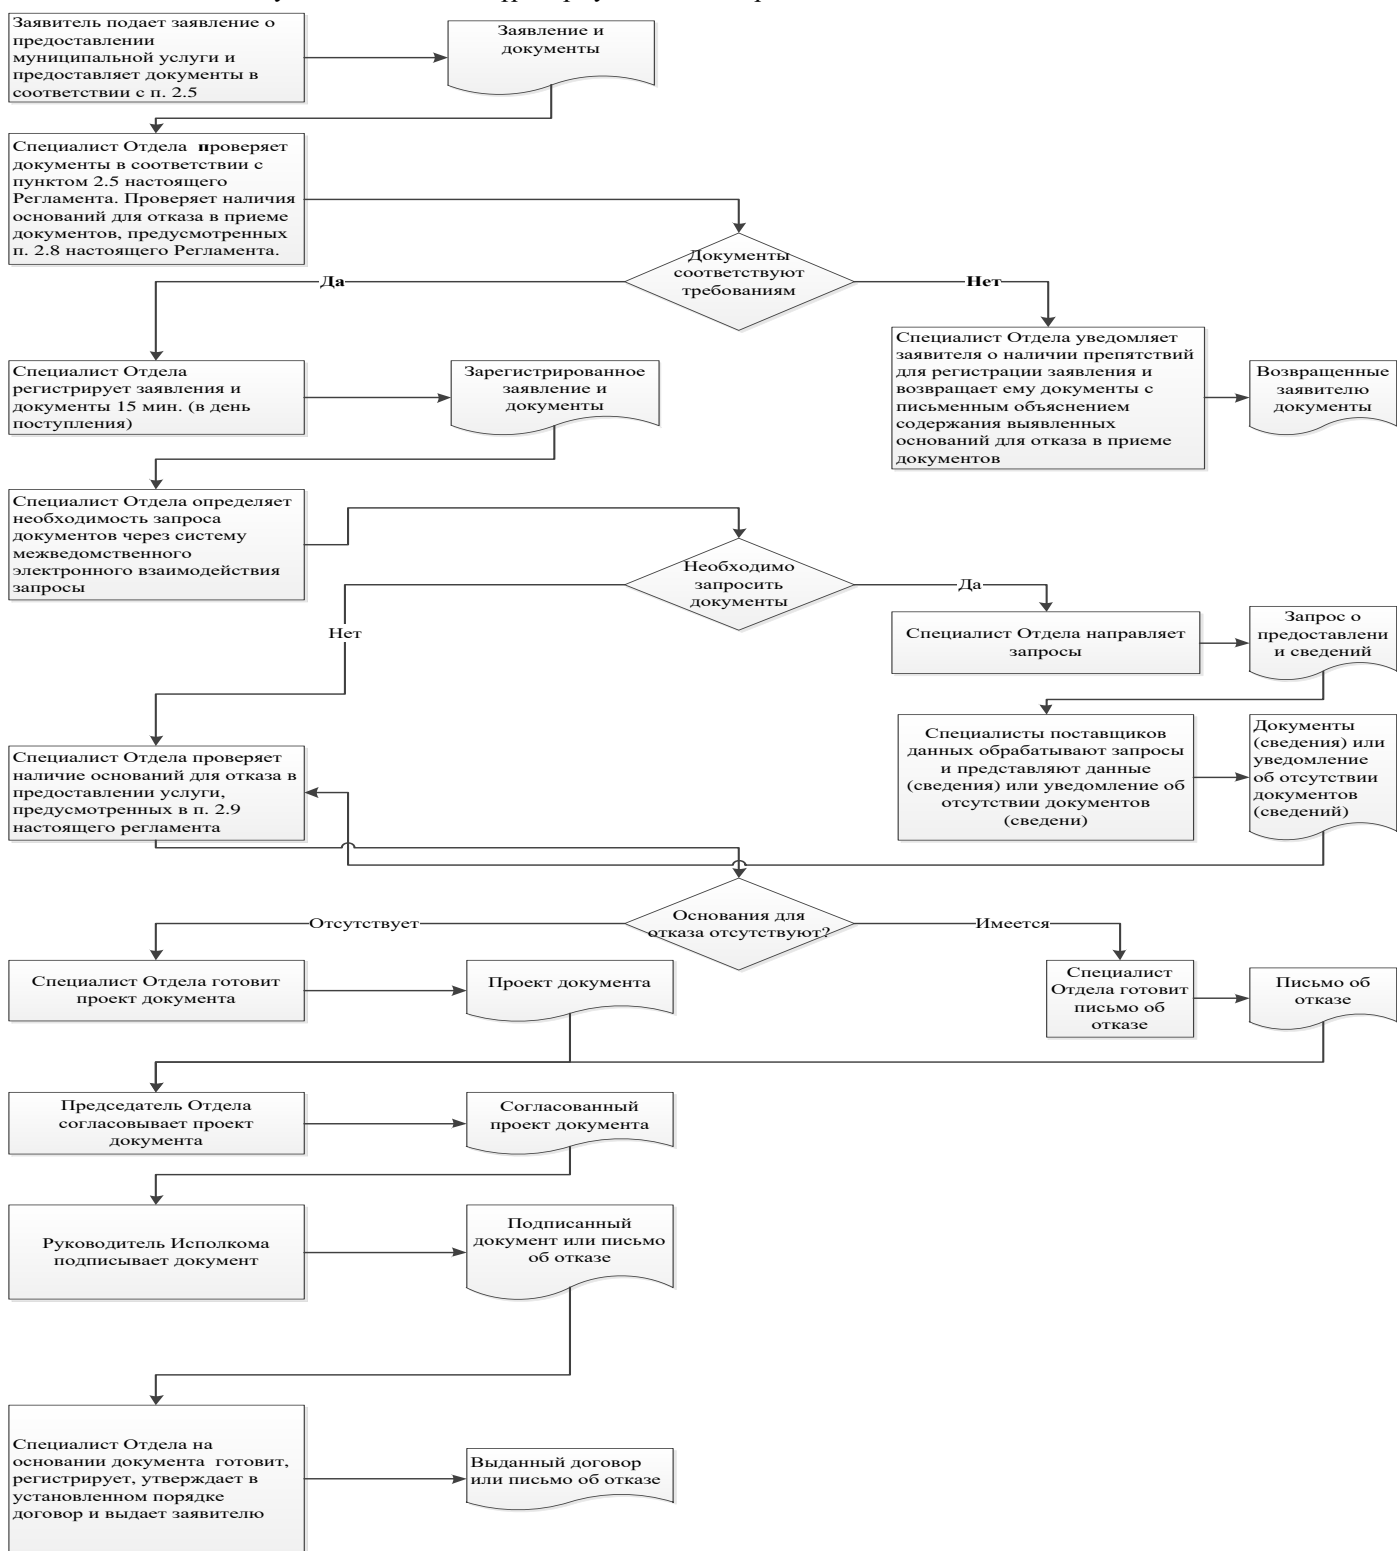 Заявитель подает заявление о
предоставлении
муниципальной услуги и
предоставляет документы в
соответствии с п. 2.5
Заявление и
документы
Специалист Отдела проверяет
документы в соответствии с
пунктом 2.5 настоящего
Регламента. Проверяет наличия
оснований для отказа в приеме
документов, предусмотренных
п. 2.8 настоящего Регламента.
Документы
соответствуют
требованиям
Да
Нет
Специалист Отдела
регистрирует заявления и
документы 15 мин. (в день
поступления)
Зарегистрированное
заявление и
документы
Специалист Отдела уведомляет
заявителя о наличии препятствий
для регистрации заявления и
возвращает ему документы с
письменным объяснением
содержания выявленных
оснований для отказа в приеме
документов
Возвращенные
заявителю
документы
Специалист Отдела определяет
необходимость запроса
документов через систему
межведомственного
электронного взаимодействия
запросы
Необходимо
запросить
документы
Да
Нет
Специалист Отдела направляет
запросы
Запрос о
предоставлени
и сведений
Специалист Отдела проверяет
наличие оснований для отказа в
предоставлении услуги,
предусмотренных в п. 2.9
настоящего регламента
Специалисты поставщиков
данных обрабатывают запросы
и представляют данные
(сведения) или уведомление об
отсутствии документов
(сведени)
Документы
(сведения) или
уведомление
об отсутствии
документов
(сведений)
Основания для
отказа отсутствуют?
Отсутствует
Имеется
Специалист Отдела готовит
проект документа
Проект документа
Специалист
Отдела готовит
письмо об
отказе
Письмо об
отказе
Председатель Отдела
согласовывает проект
документа
Согласованный
проект документа
Руководитель Исполкома
подписывает документ
Подписанный
документ или письмо
об отказе
Специалист Отдела на
основании документа готовит,
регистрирует, утверждает в
установленном порядке
договор и выдает заявителю
Выданный договор
или письмо об отказе